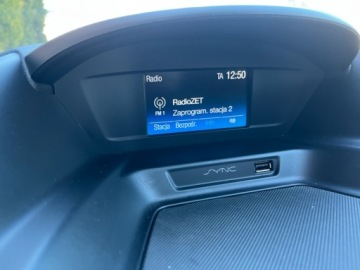 Radio TA 12:50
RadioZET
FM 1 Zaprogram. stacja 2
Stacja Bezpośr.
SYNC